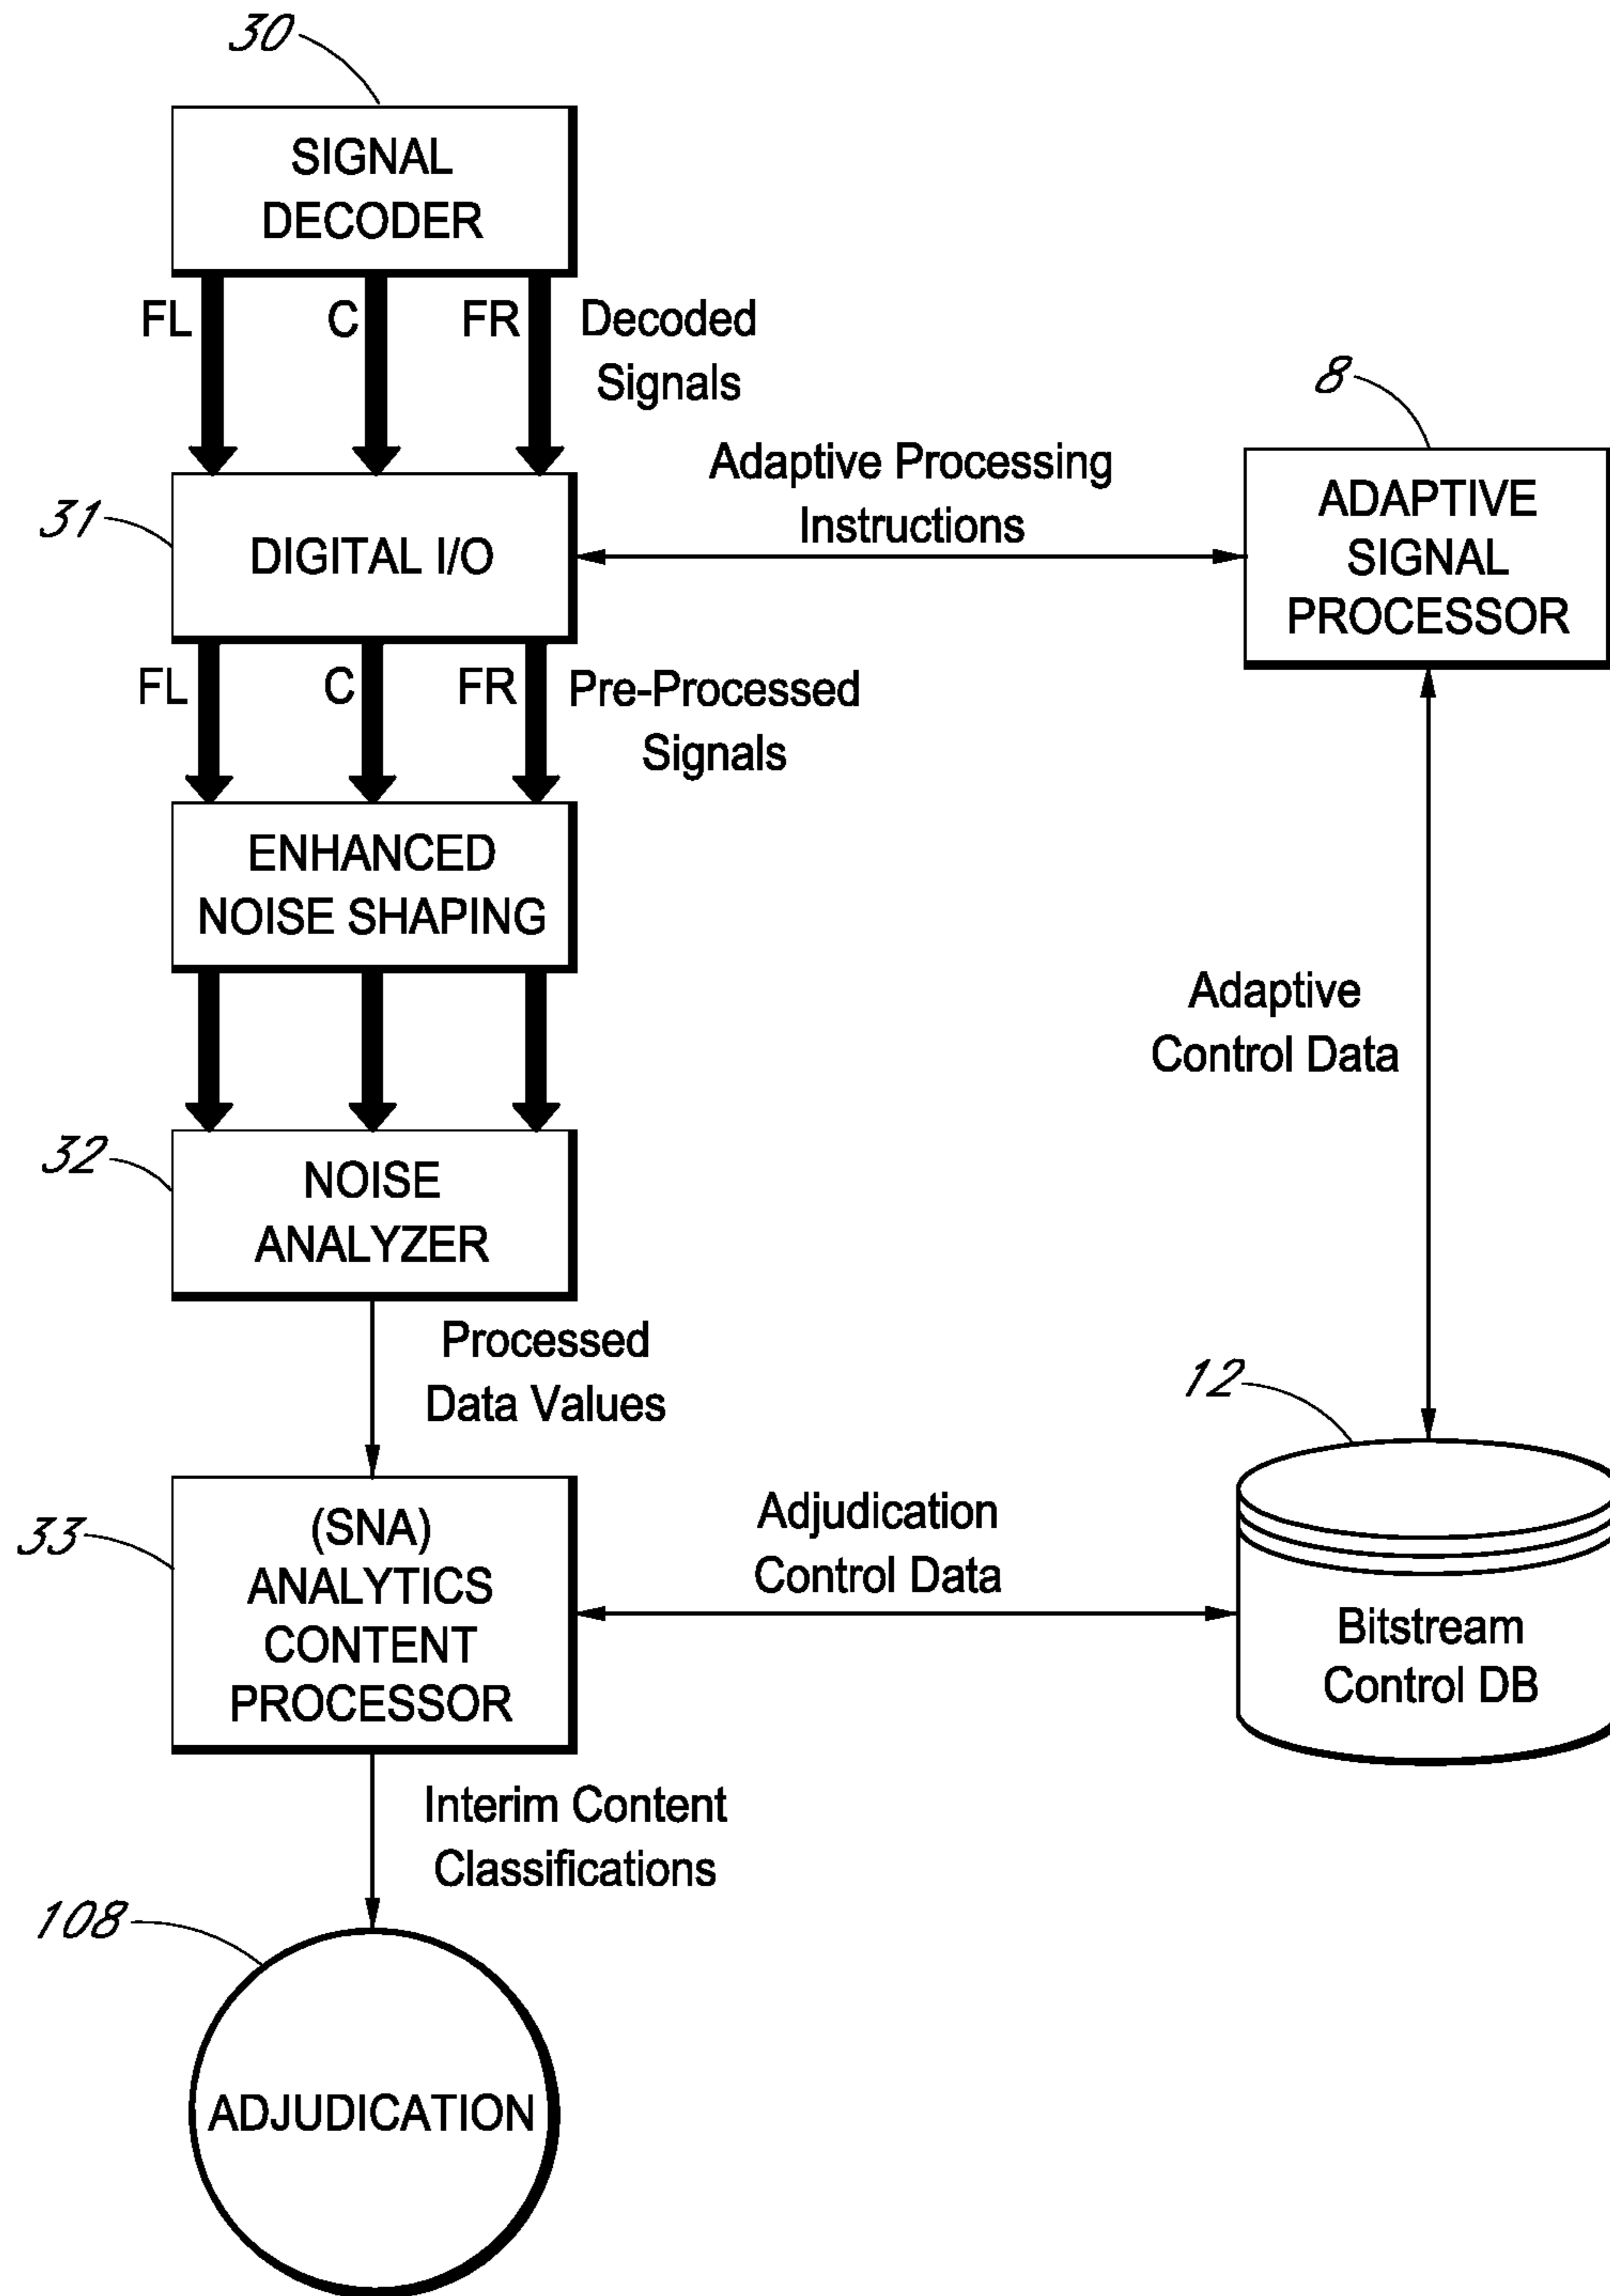 30
SIGNAL
DECODER
FL
C
FR
Decoded
Signals
8
31
DIGITAL I/O
Adaptive Processing
Instructions
ADAPTIVE
SIGNAL
PROCESSOR
FL
C
FR
Pre-Processed
Signals
ENHANCED
NOISE SHAPING
Adaptive
Control Data
32
NOISE
ANALYZER
Processed
Data Values
12
33
(SNA)
ANALYTICS
CONTENT
PROCESSOR
Adjudication
Control Data
Bitstream
Control DB
Interim Content
Classifications
108
ADJUDICATION